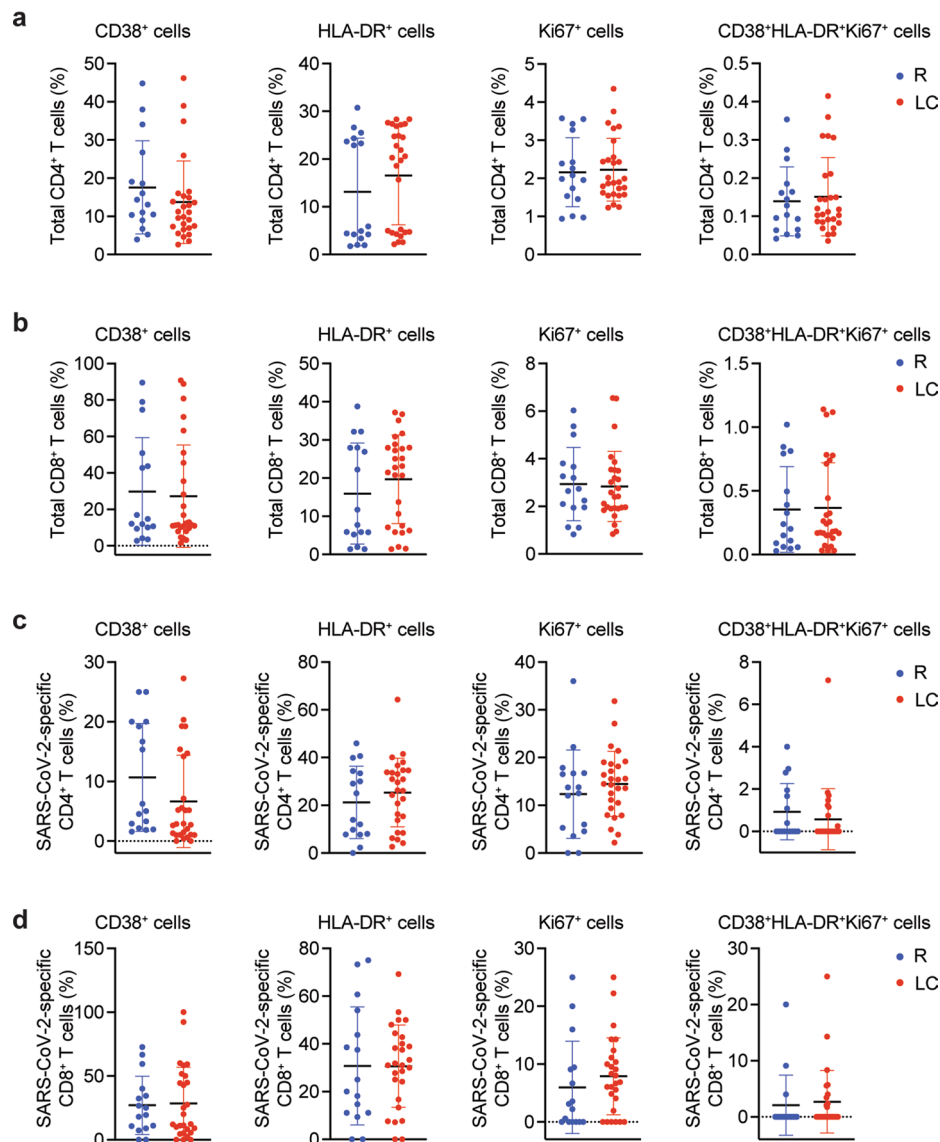 a
CD38⁺ cells
HLA-DR⁺ cells
Ki67⁺ cells
CD38⁺HLA-DR⁺Ki67⁺ cells
Total CD4⁺ T cells (%)
50
40
30
20
10
0
R
LC
Total CD4⁺ T cells (%)
40
30
20
10
0
R
LC
Total CD4⁺ T cells (%)
5
4
3
2
1
0
Total CD4⁺ T cells (%)
0.5
0.4
0.3
0.2
0.1
0.0
R
LC
b
CD38⁺ cells
HLA-DR⁺ cells
Ki67⁺ cells
CD38⁺HLA-DR⁺Ki67⁺ cells
Total CD8⁺ T cells (%)
100
80
60
40
20
0
Total CD8⁺ T cells (%)
50
40
30
20
10
0
Total CD8⁺ T cells (%)
8
6
4
2
0
Total CD8⁺ T cells (%)
1.5
1.0
0.5
0.0
R
LC
c
CD38⁺ cells
HLA-DR⁺ cells
Ki67⁺ cells
CD38⁺HLA-DR⁺Ki67⁺ cells
SARS-CoV-2-specific
CD4⁺ T cells (%)
30
20
10
0
SARS-CoV-2-specific
CD4⁺ T cells (%)
80
60
40
20
0
SARS-CoV-2-specific
CD4⁺ T cells (%)
40
30
20
10
0
SARS-CoV-2-specific
CD4⁺ T cells (%)
8
6
4
2
0
R
LC
d
CD38⁺ cells
HLA-DR⁺ cells
Ki67⁺ cells
CD38⁺HLA-DR⁺Ki67⁺ cells
SARS-CoV-2-specific
CD8⁺ T cells (%)
150
100
50
0
SARS-CoV-2-specific
CD8⁺ T cells (%)
80
60
40
20
0
SARS-CoV-2-specific
CD8⁺ T cells (%)
30
20
10
0
SARS-CoV-2-specific
CD8⁺ T cells (%)
30
20
10
0
R
LC